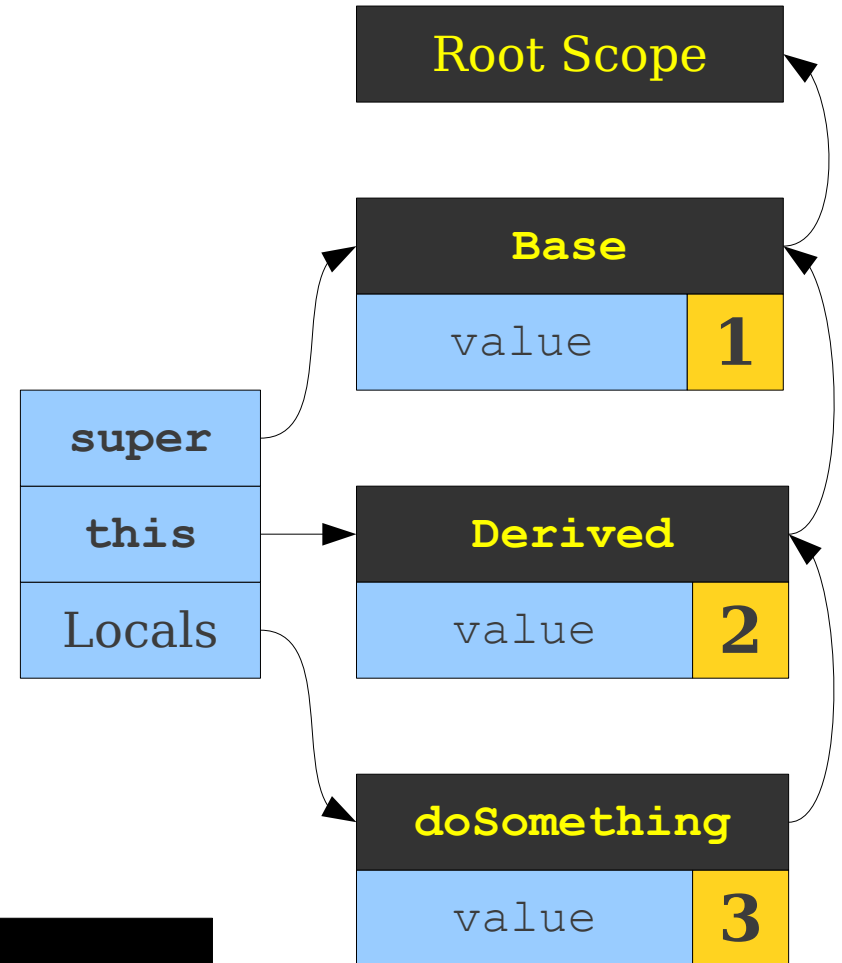 Root Scope
Base
value 1
super
this
Locals
Derived
value 2
doSomething
value 3